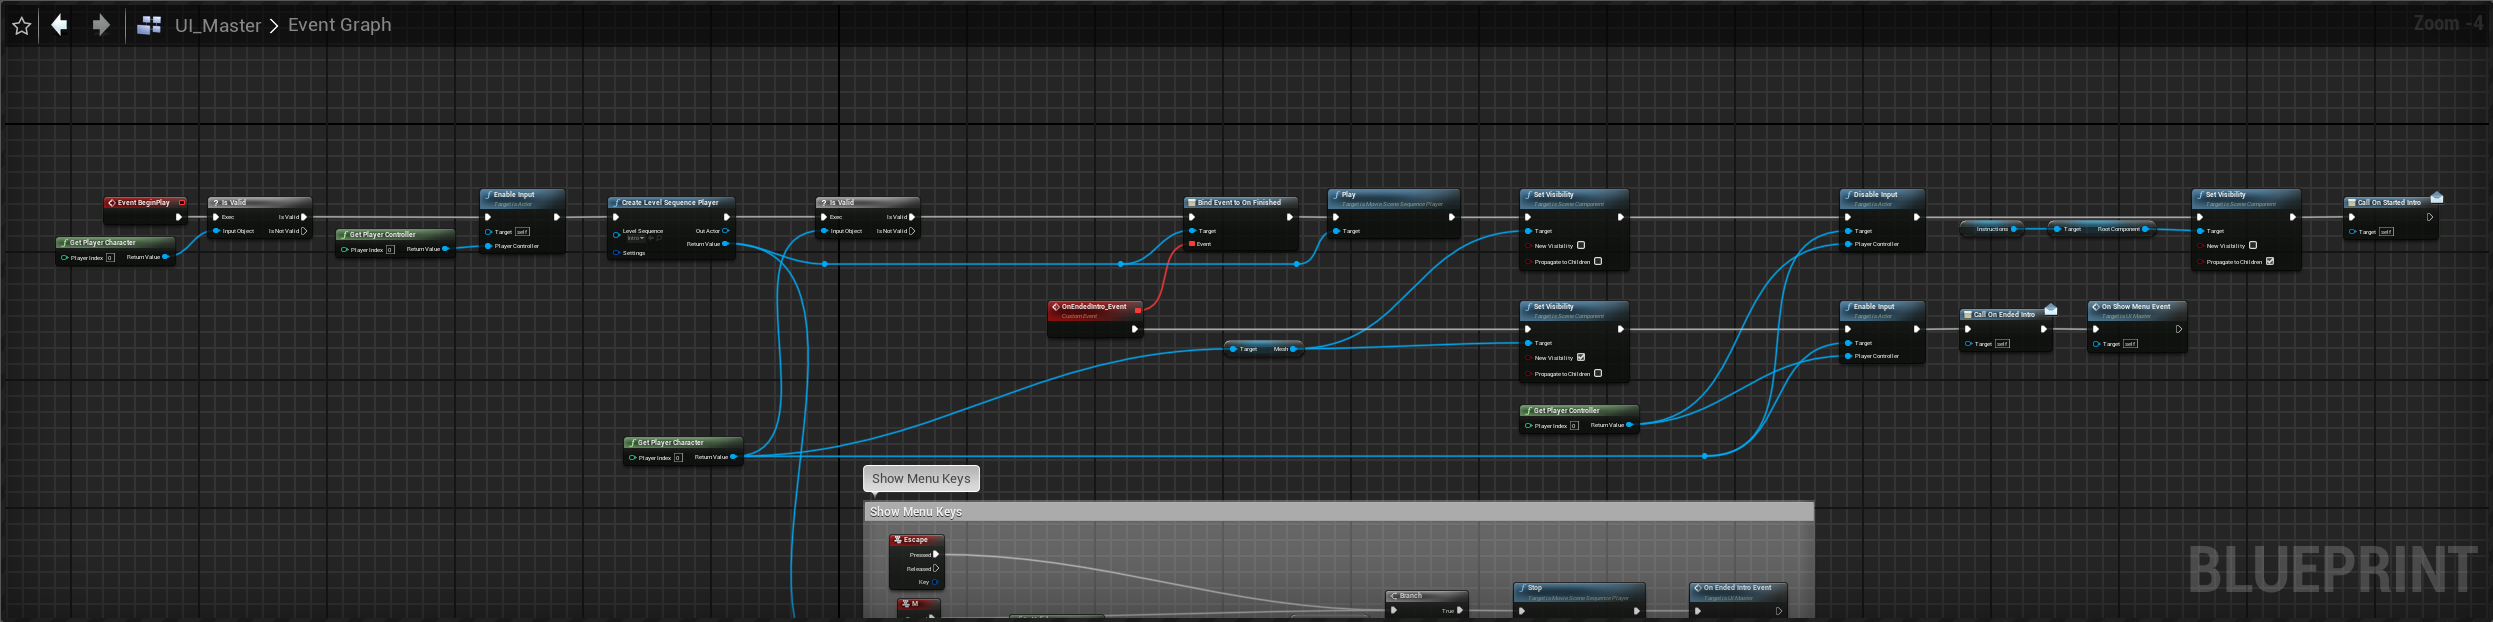 UI_Master > Event Graph
Zoom -4
Event BeginPlay
Get Player Character
Player Index 0
Return Value
? Is Valid
Exec
Is Valid
Input Object
Is Not Valid
f Get Player Controller
Player Index 0
Return Value
f Enable Input
Target is Actor
Target self
Player Controller
f Create Level Sequence Player
Level Sequence
Intro
Out Actor
Return Value
Settings
? Is Valid
Exec
Is Valid
Input Object
Is Not Valid
Bind Event to On Finished
Target
Event
f Play
Target is Movie Scene Sequence Player
Target
f Set Visibility
Target is Scene Component
Target
New Visibility
Propagate to Children
f Disable Input
Target is Actor
Target
Player Controller
Instructions
Target
Root Component
f Set Visibility
Target is Scene Component
Target
New Visibility
Propagate to Children
Call On Started Intro
Target self
OnEndedIntro_Event
Custom Event
Target
Mesh
f Set Visibility
Target is Scene Component
Target
New Visibility
Propagate to Children
f Enable Input
Target is Actor
Target
Player Controller
Call On Ended Intro
Target self
On Show Menu Event
Target is UI Master
Target self
f Get Player Controller
Player Index 0
Return Value
f Get Player Character
Player Index 0
Return Value
Show Menu Keys
Show Menu Keys
Escape
Pressed
Released
Key
M
Branch
True
f Stop
Target is Movie Scene Sequence Player
On Ended Intro Event
Target is UI Master
BLUEPRINT